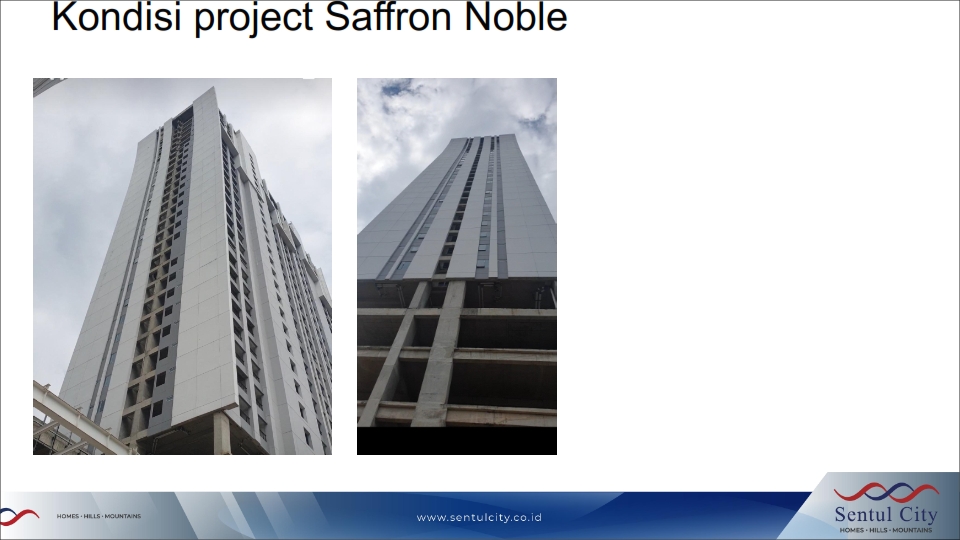 Kondisi project Saffron Noble
HOMES • HILLS • MOUNTAINS
www.sentulcity.co.id
Sentul City
HOMES • HILLS • MOUNTAINS